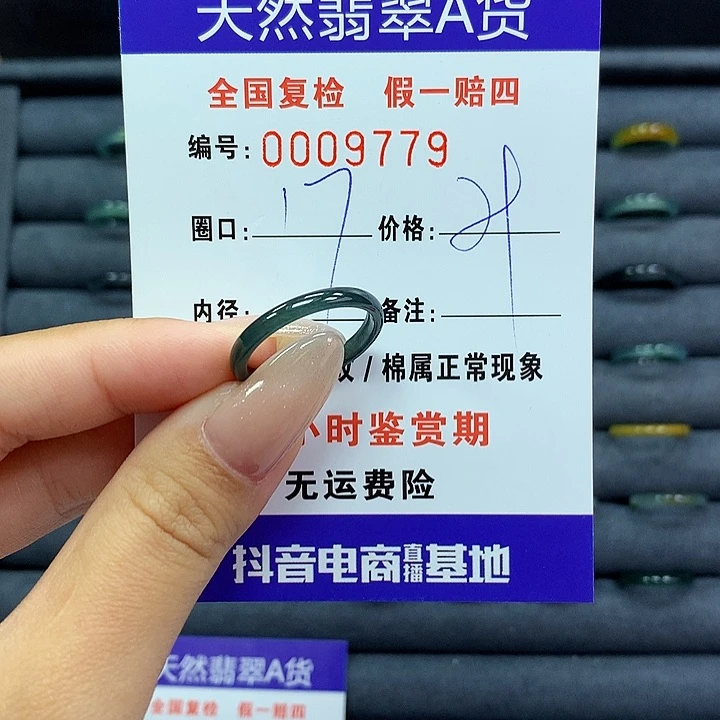 天然翡翠A货
全国复检 假一赔四
编号: 0009779
圈口: 17 价格:
内径: 备注:
/棉属正常现象
小时鉴赏期
无运费险
抖音电商直播基地
天然翡翠A货
全国复检 假一赔四